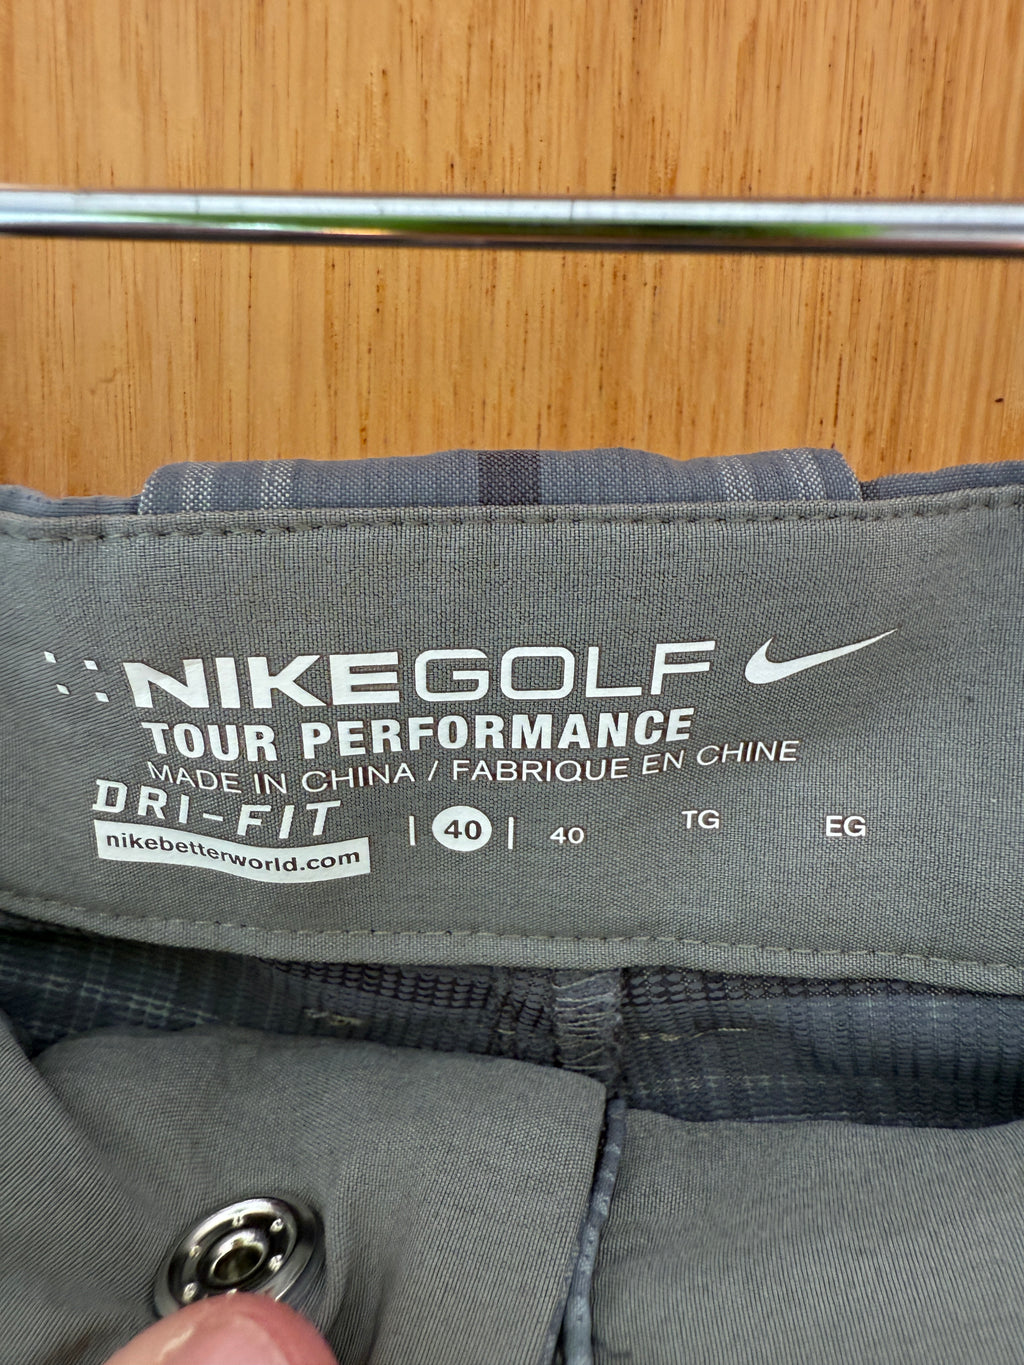 NIKEGOLF
TOUR PERFORMANCE
MADE IN CHINA / FABRIQUE EN CHINE
DRI-FIT
nikebetterworld.com
| 40 | 40 TG EG